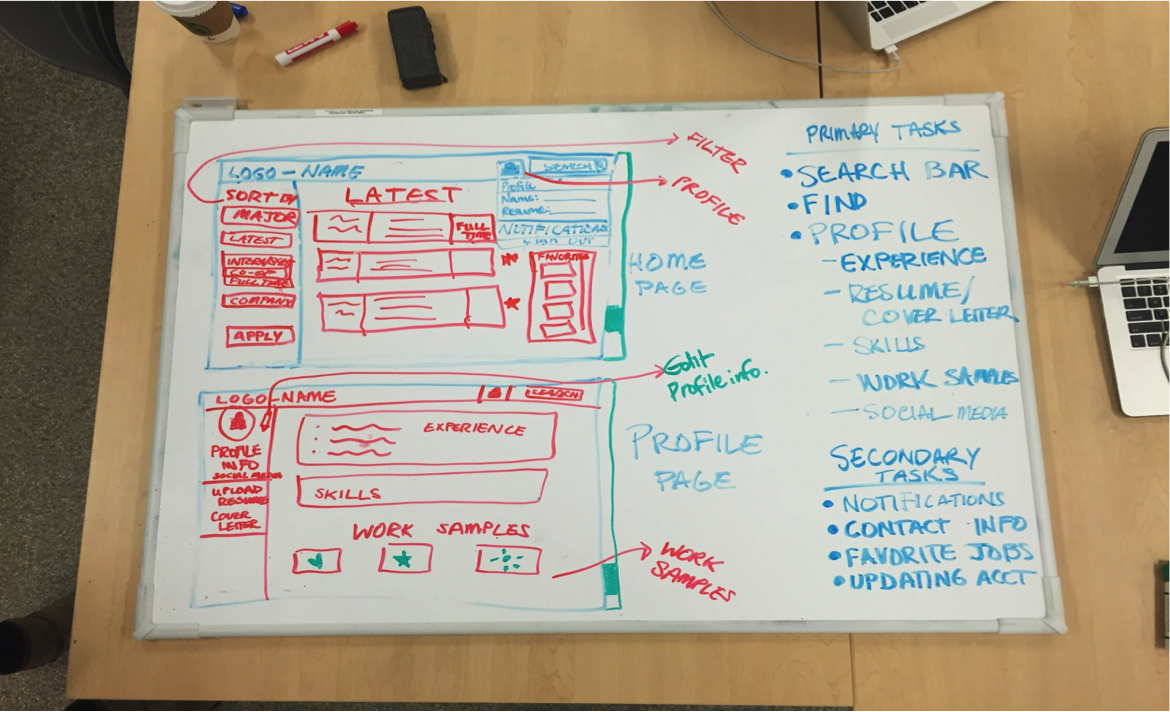 FILTER
PROFILE
LOGO - NAME
SEARCH
SORT BY
MAJOR
LATEST
INTERNSHIP
CO-OP
FULL TIME
COMPANY
APPLY
LATEST
FULL TIME
Profile
Name:
Resume:
NOTIFICATIONS
SIGN OUT
FAVORITES
HOME
PAGE
Edit
Profile info.
LOGO - NAME
SEARCH
PROFILE
INFO
SOCIAL MEDIA
UPLOAD
RESUME
COVER
LETTER
EXPERIENCE
SKILLS
WORK SAMPLES
PROFILE
PAGE
WORK
SAMPLES
PRIMARY TASKS
• SEARCH BAR
• FIND
• PROFILE
- EXPERIENCE
- RESUME/
COVER LETTER
- SKILLS
- WORK SAMPLES
- SOCIAL MEDIA
SECONDARY
TASKS
• NOTIFICATIONS
• CONTACT INFO
• FAVORITE JOBS
• UPDATING ACCT